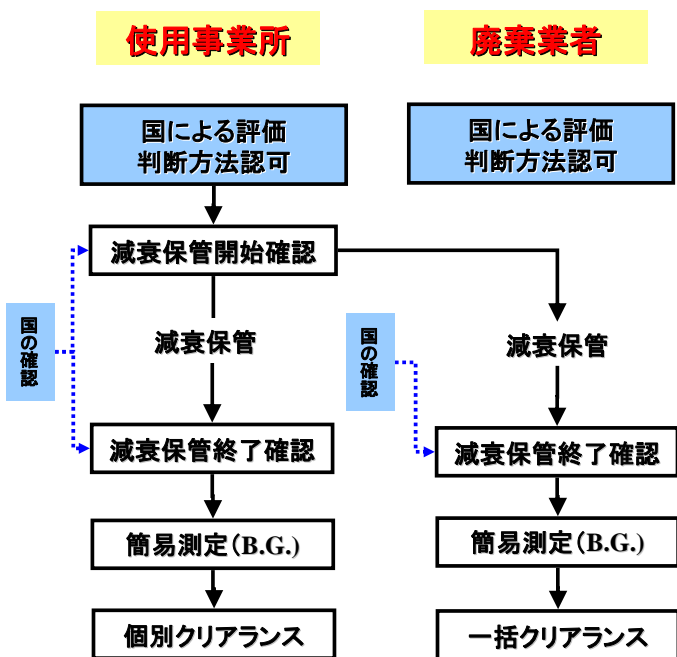 使用事業所
廃棄業者
国による評価
判断方法認可
国による評価
判断方法認可
減衰保管開始確認
国の確認
減衰保管
国の確認
減衰保管
減衰保管終了確認
減衰保管終了確認
簡易測定(B.G.)
簡易測定(B.G.)
個別クリアランス
一括クリアランス